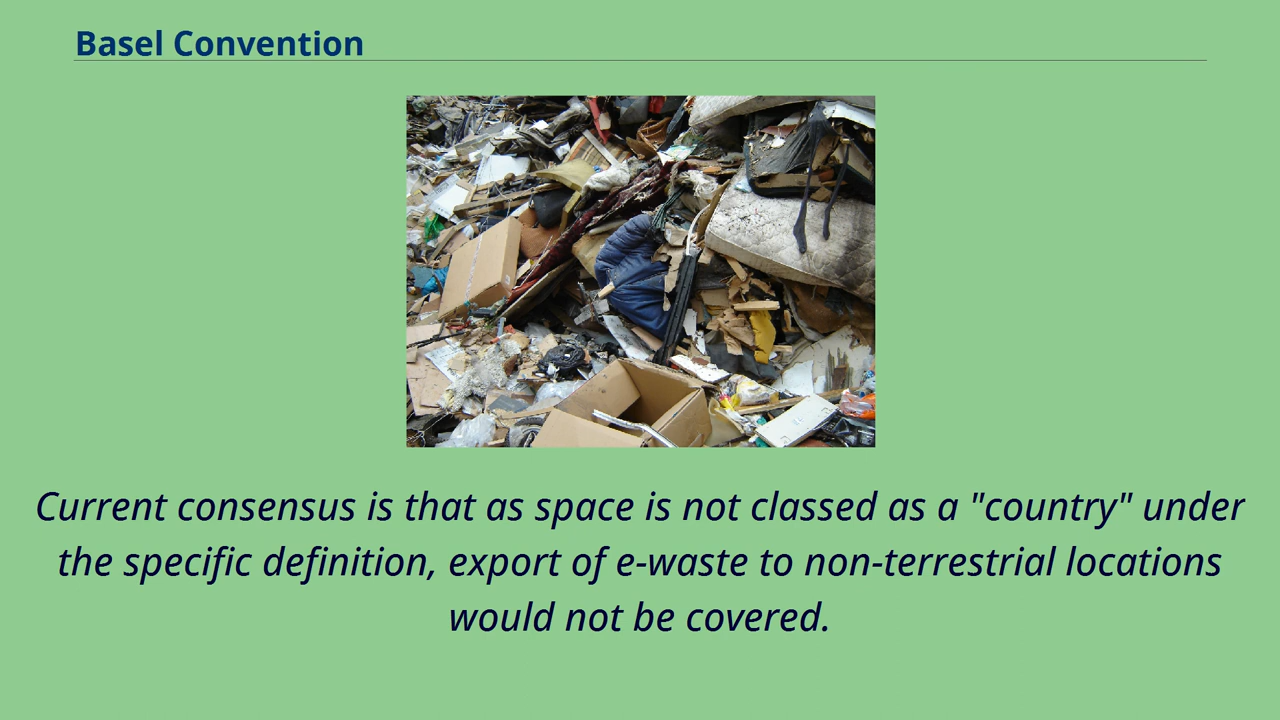 Basel Convention
Current consensus is that as space is not classed as a "country" under
the specific definition, export of e-waste to non-terrestrial locations
would not be covered.